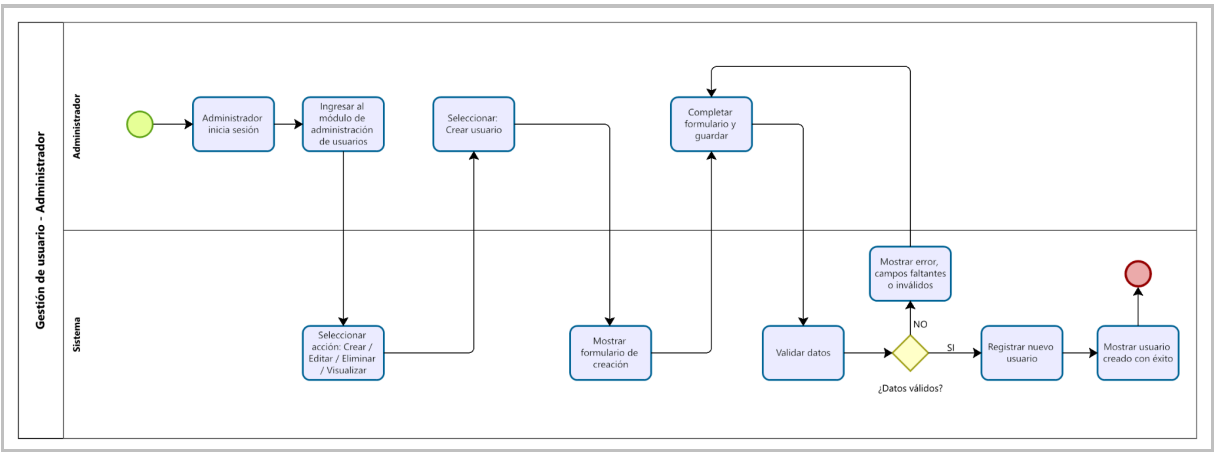 Gestión de usuario - Administrador
Administrador
Administrador
inicia sesión
Ingresar al
módulo de
administración
de usuarios
Seleccionar:
Crear usuario
Completar
formulario y
guardar
Sistema
Seleccionar
acción: Crear /
Editar / Eliminar
/ Visualizar
Mostrar
formulario de
creación
Validar datos
Mostrar error,
campos faltantes
o inválidos
NO
SI
¿Datos válidos?
Registrar nuevo
usuario
Mostrar usuario
creado con éxito